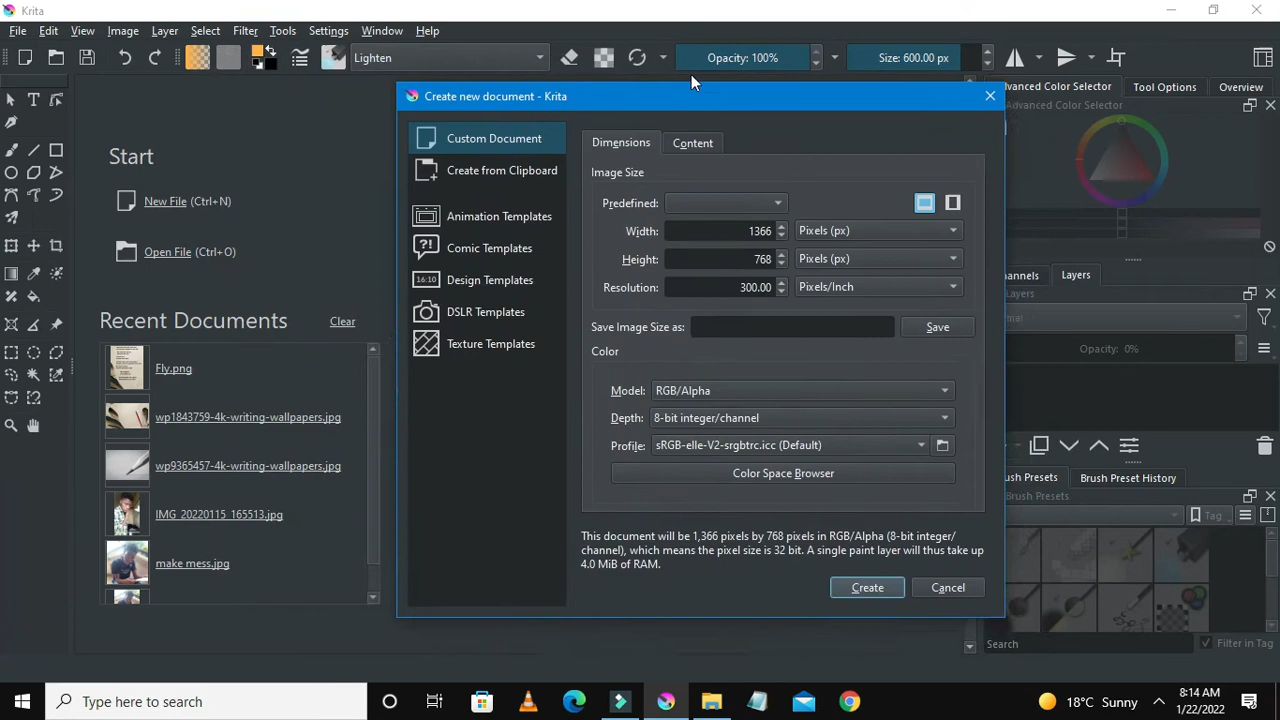 Krita
File Edit View Image Layer Select Filter Tools Settings Window Help
Lighten
Opacity: 100%
Size: 600.00 px
Create new document - Krita
dvanced Color Selector
Tool Options
Overview
Advanced Color Selector
Custom Document
Create from Clipboard
Animation Templates
Comic Templates
Design Templates
16:10
DSLR Templates
Texture Templates
Dimensions
Content
Image Size
Predefined:
Width: 1366 Pixels (px)
Height: 768 Pixels (px)
Resolution: 300.00 Pixels/Inch
Save Image Size as:
Save
Color
Model: RGB/Alpha
Depth: 8-bit integer/channel
Profile: sRGB-elle-V2-srgbtrc.icc (Default)
Color Space Browser
This document will be 1,366 pixels by 768 pixels in RGB/Alpha (8-bit integer/
channel), which means the pixel size is 32 bit. A single paint layer will thus take up
4.0 MiB of RAM.
Create
Cancel
Start
New File (Ctrl+N)
Open File (Ctrl+O)
Recent Documents
Clear
Fly.png
wp1843759-4k-writing-wallpapers.jpg
wp9365457-4k-writing-wallpapers.jpg
IMG_20220115_165513.jpg
make mess.jpg
annels
Layers
Layers
Opacity: 0%
ush Presets
Brush Preset History
Brush Presets
Tag
Search
Filter in Tag
Type here to search
18°C Sunny
8:14 AM
1/22/2022